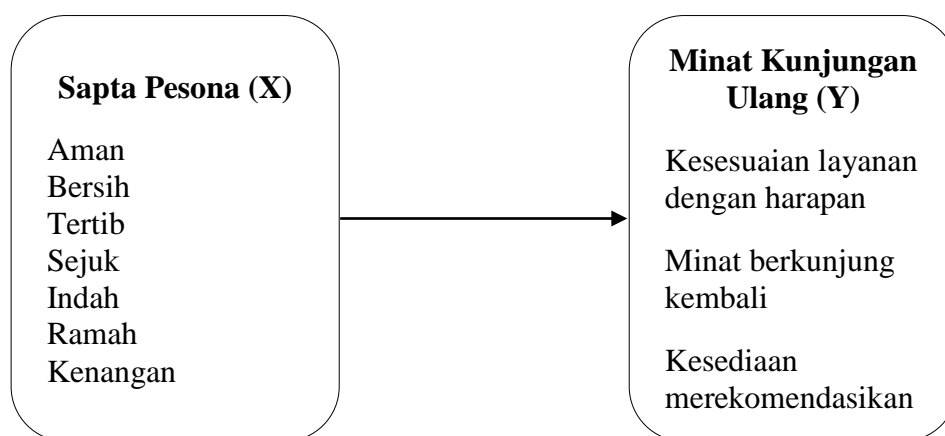 Sapta Pesona (X)
Aman
Bersih
Tertib
Sejuk
Indah
Ramah
Kenangan
Minat Kunjungan
Ulang (Y)
Kesesuaian layanan
dengan harapan
Minat berkunjung
kembali
Kesediaan
merekomendasikan